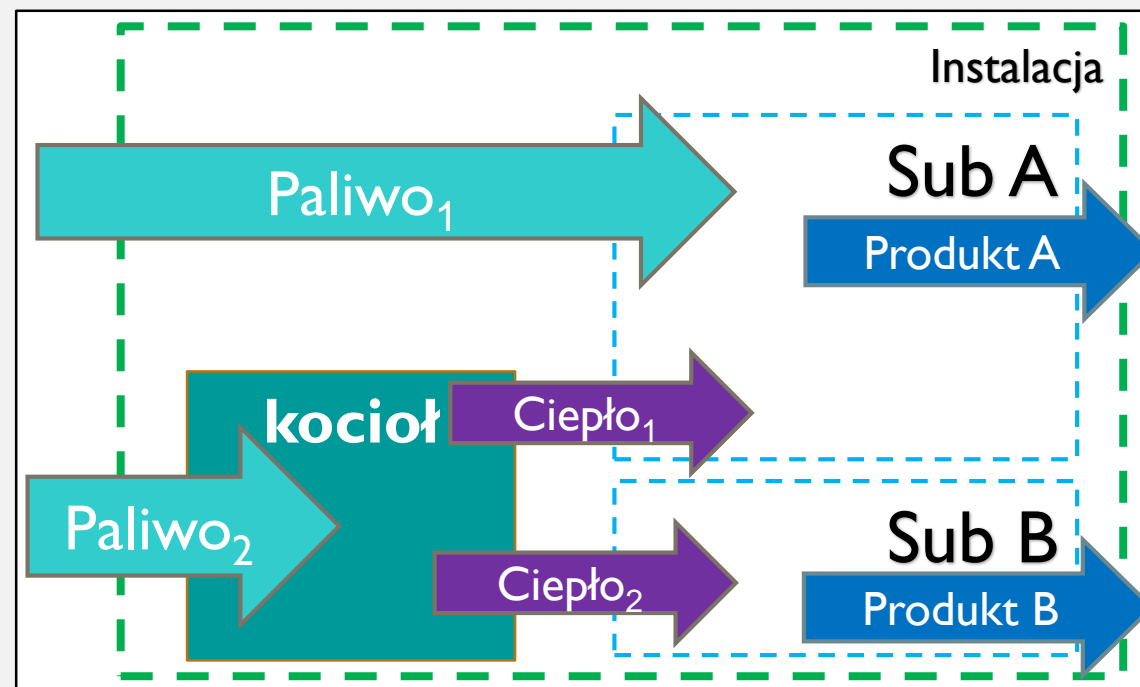 Instalacja
Sub A
Paliwo₁
Produkt A
kocioł
Ciepło₁
Paliwo₂
Sub B
Ciepło₂
Produkt B